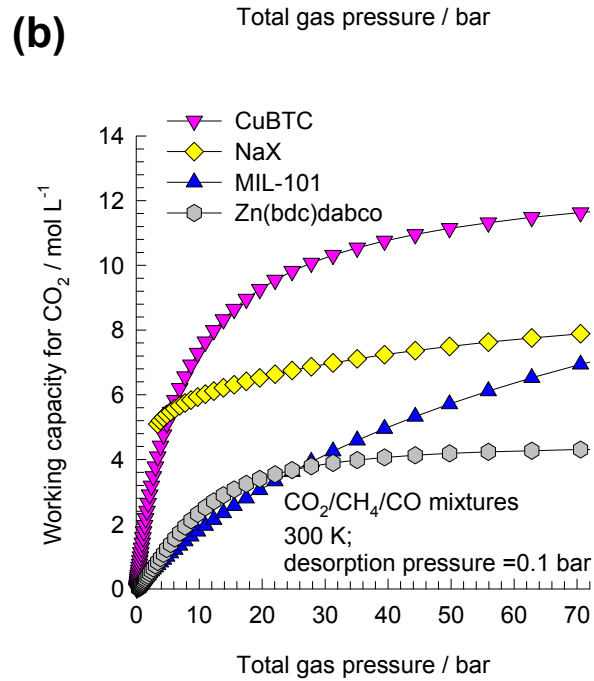 Total gas pressure / bar
(b)
CuBTC
NaX
MIL-101
Zn(bdc)dabco
14
12
10
8
6
4
2
0
Working capacity for CO₂ / mol L⁻¹
CO₂/CH₄/CO mixtures
300 K;
desorption pressure =0.1 bar
0 10 20 30 40 50 60 70
Total gas pressure / bar